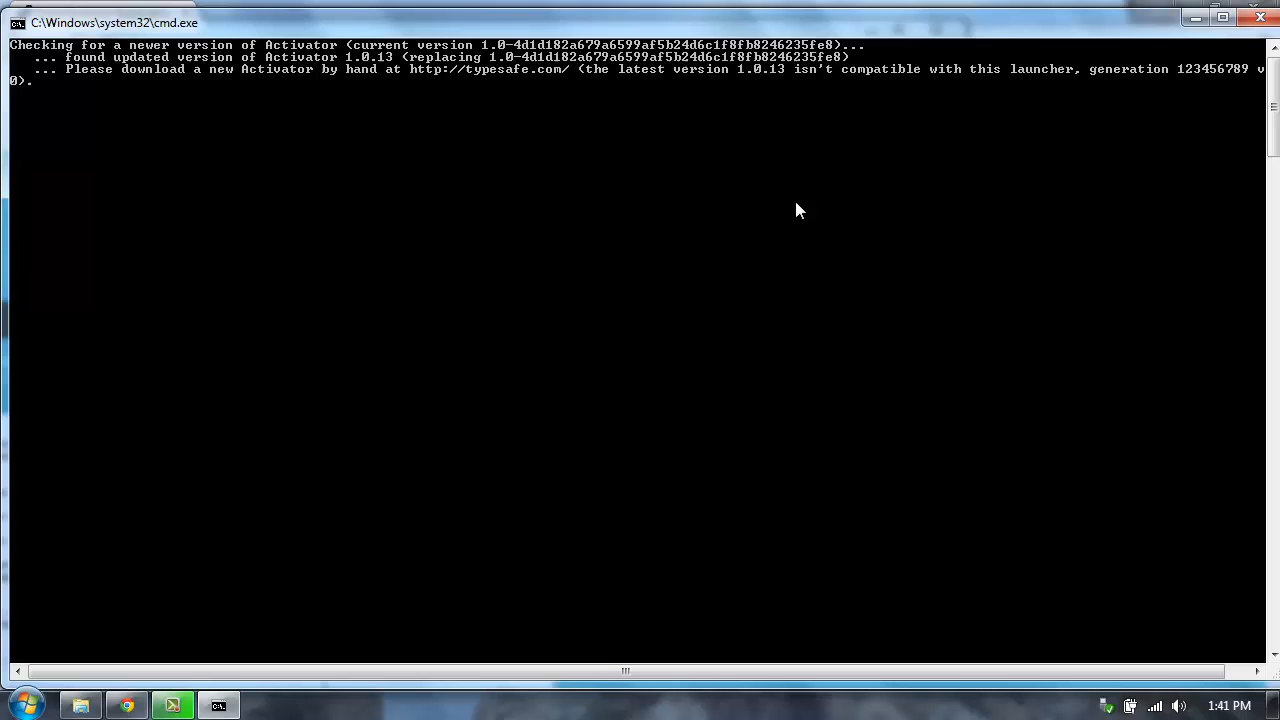 C:\Windows\system32\cmd.exe
Checking for a newer version of Activator (current version 1.0-4d1d182a679a6599af5b24d6c1f8fb8246235fe8)...
... found updated version of Activator 1.0.13 (replacing 1.0-4d1d182a679a6599af5b24d6c1f8fb8246235fe8)
... Please download a new Activator by hand at http://typesafe.com/ (the latest version 1.0.13 isn't compatible with this launcher, generation 123456789 v
0).
1:41 PM